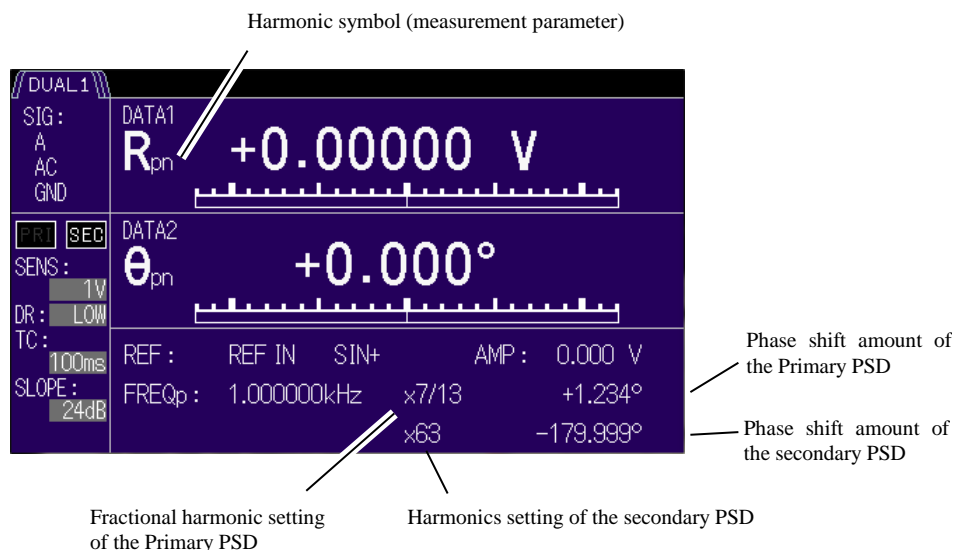 Harmonic symbol (measurement parameter)
DUAL1
SIG:
A
AC
GND
DATA1
Rpn +0.00000 V
PRI SEC
SENS:
1V
DR: LOW
TC:
100ms
SLOPE:
24dB
DATA2
θpn +0.000°
REF: REF IN SIN+ AMP: 0.000 V
FREQp: 1.000000kHz x7/13 +1.234°
x63 -179.999°
Phase shift amount of
the Primary PSD
Phase shift amount of
the secondary PSD
Fractional harmonic setting
of the Primary PSD
Harmonics setting of the secondary PSD